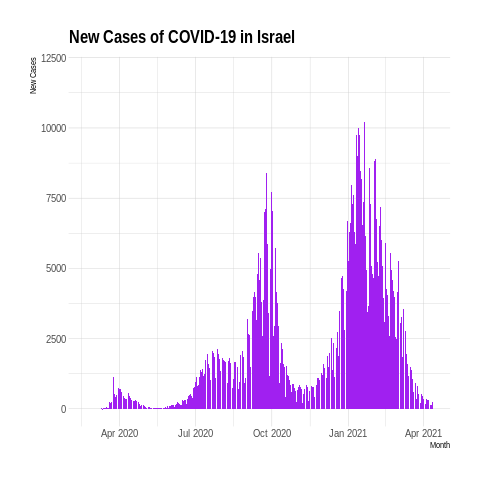 New Cases of COVID-19 in Israel
New Cases
12500
10000
7500
5000
2500
0
Apr 2020 Jul 2020 Oct 2020 Jan 2021 Apr 2021
Month